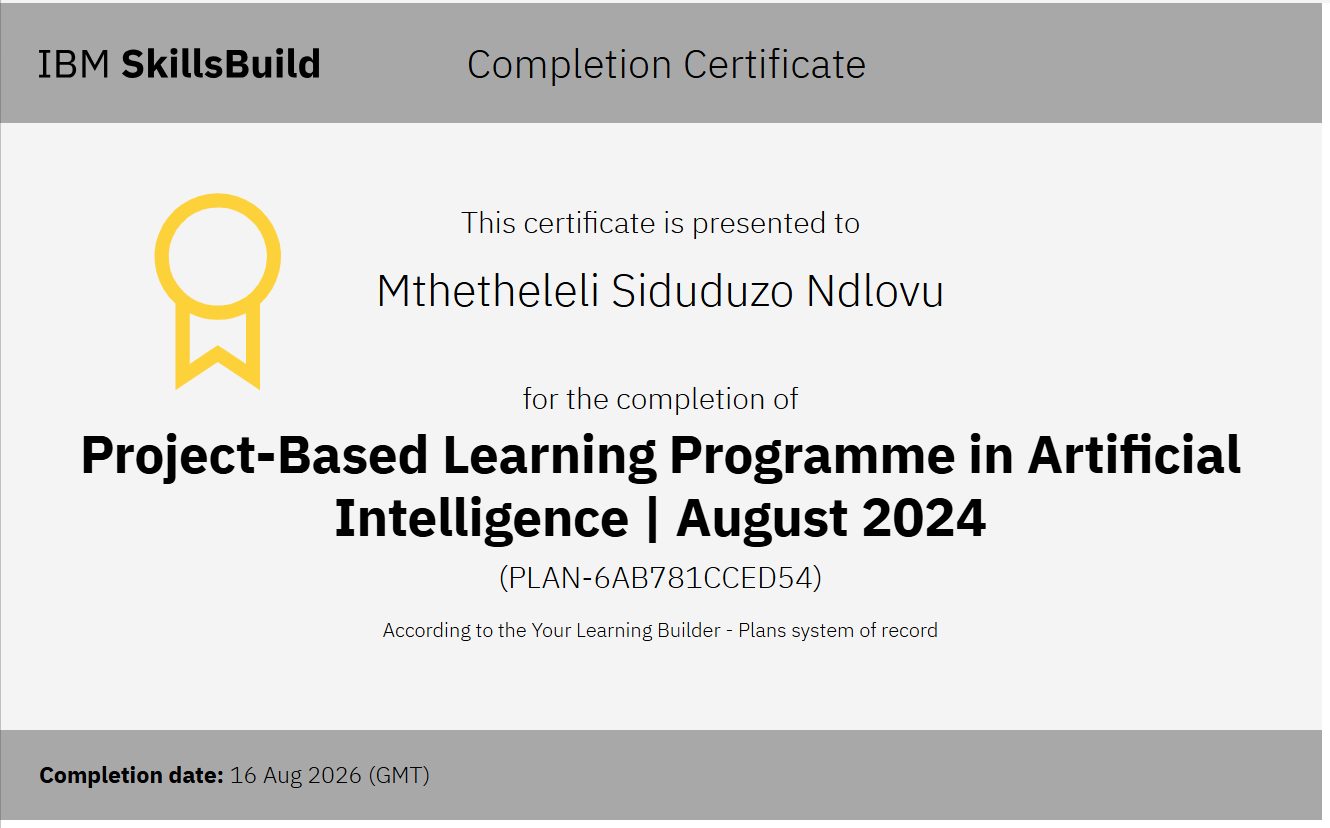 IBM SkillsBuild Completion Certificate
This certificate is presented to
Mthetheleli Siduduzo Ndlovu
for the completion of
Project-Based Learning Programme in Artificial
Intelligence | August 2024
(PLAN-6AB781CCED54)
According to the Your Learning Builder - Plans system of record
Completion date: 16 Aug 2026 (GMT)